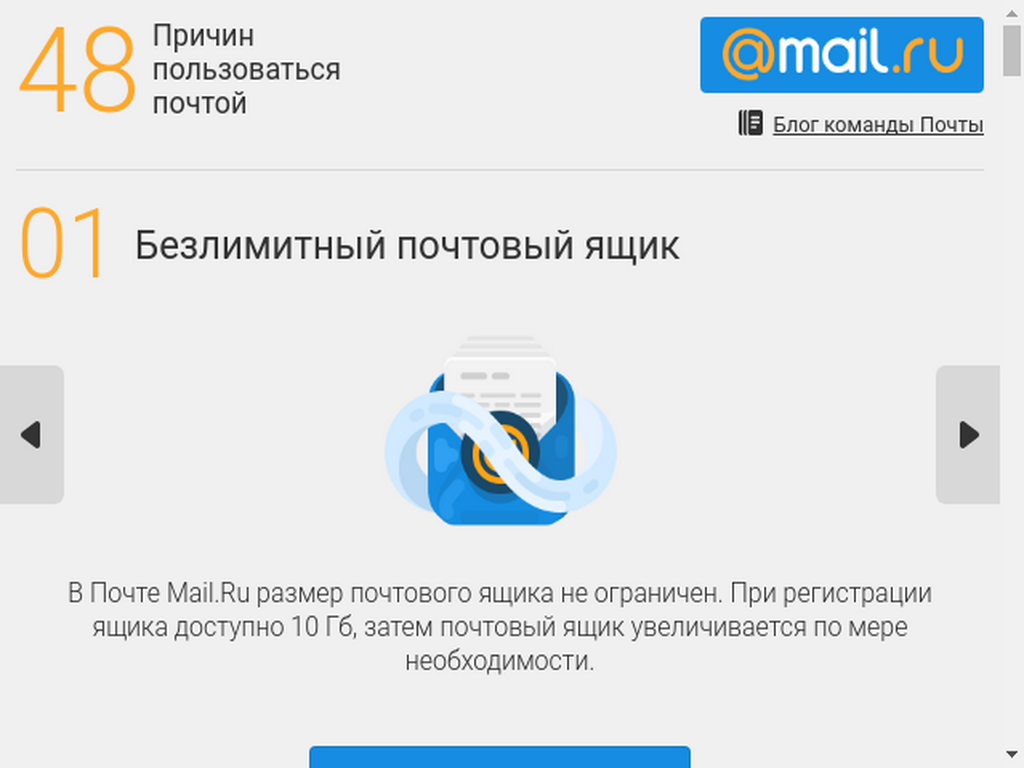 48
Причин
пользоваться
почтой
@mail.ru
Блог команды Почты
01
Безлимитный почтовый ящик
В Почте Mail.Ru размер почтового ящика не ограничен. При регистрации
ящика доступно 10 Гб, затем почтовый ящик увеличивается по мере
необходимости.